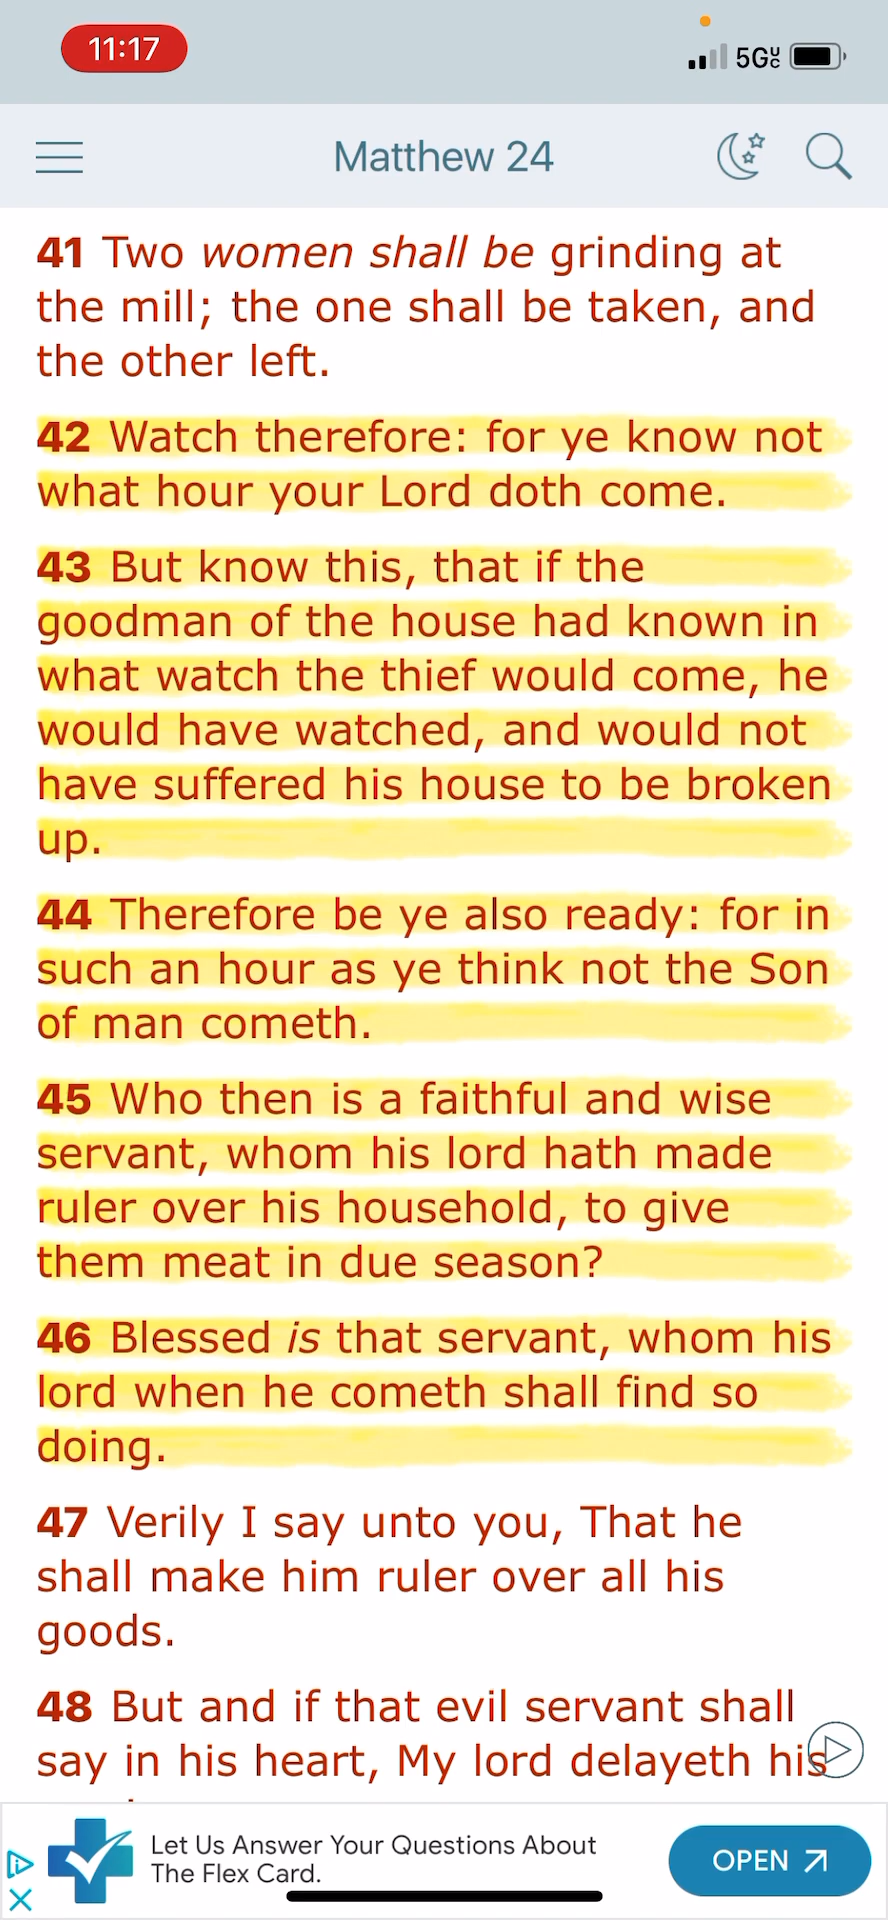 11:17
5G UC
Matthew 24
41 Two women shall be grinding at
the mill; the one shall be taken, and
the other left.
42 Watch therefore: for ye know not
what hour your Lord doth come.
43 But know this, that if the
goodman of the house had known in
what watch the thief would come, he
would have watched, and would not
have suffered his house to be broken
up.
44 Therefore be ye also ready: for in
such an hour as ye think not the Son
of man cometh.
45 Who then is a faithful and wise
servant, whom his lord hath made
ruler over his household, to give
them meat in due season?
46 Blessed is that servant, whom his
lord when he cometh shall find so
doing.
47 Verily I say unto you, That he
shall make him ruler over all his
goods.
48 But and if that evil servant shall
say in his heart, My lord delayeth his
Let Us Answer Your Questions About
The Flex Card.
OPEN